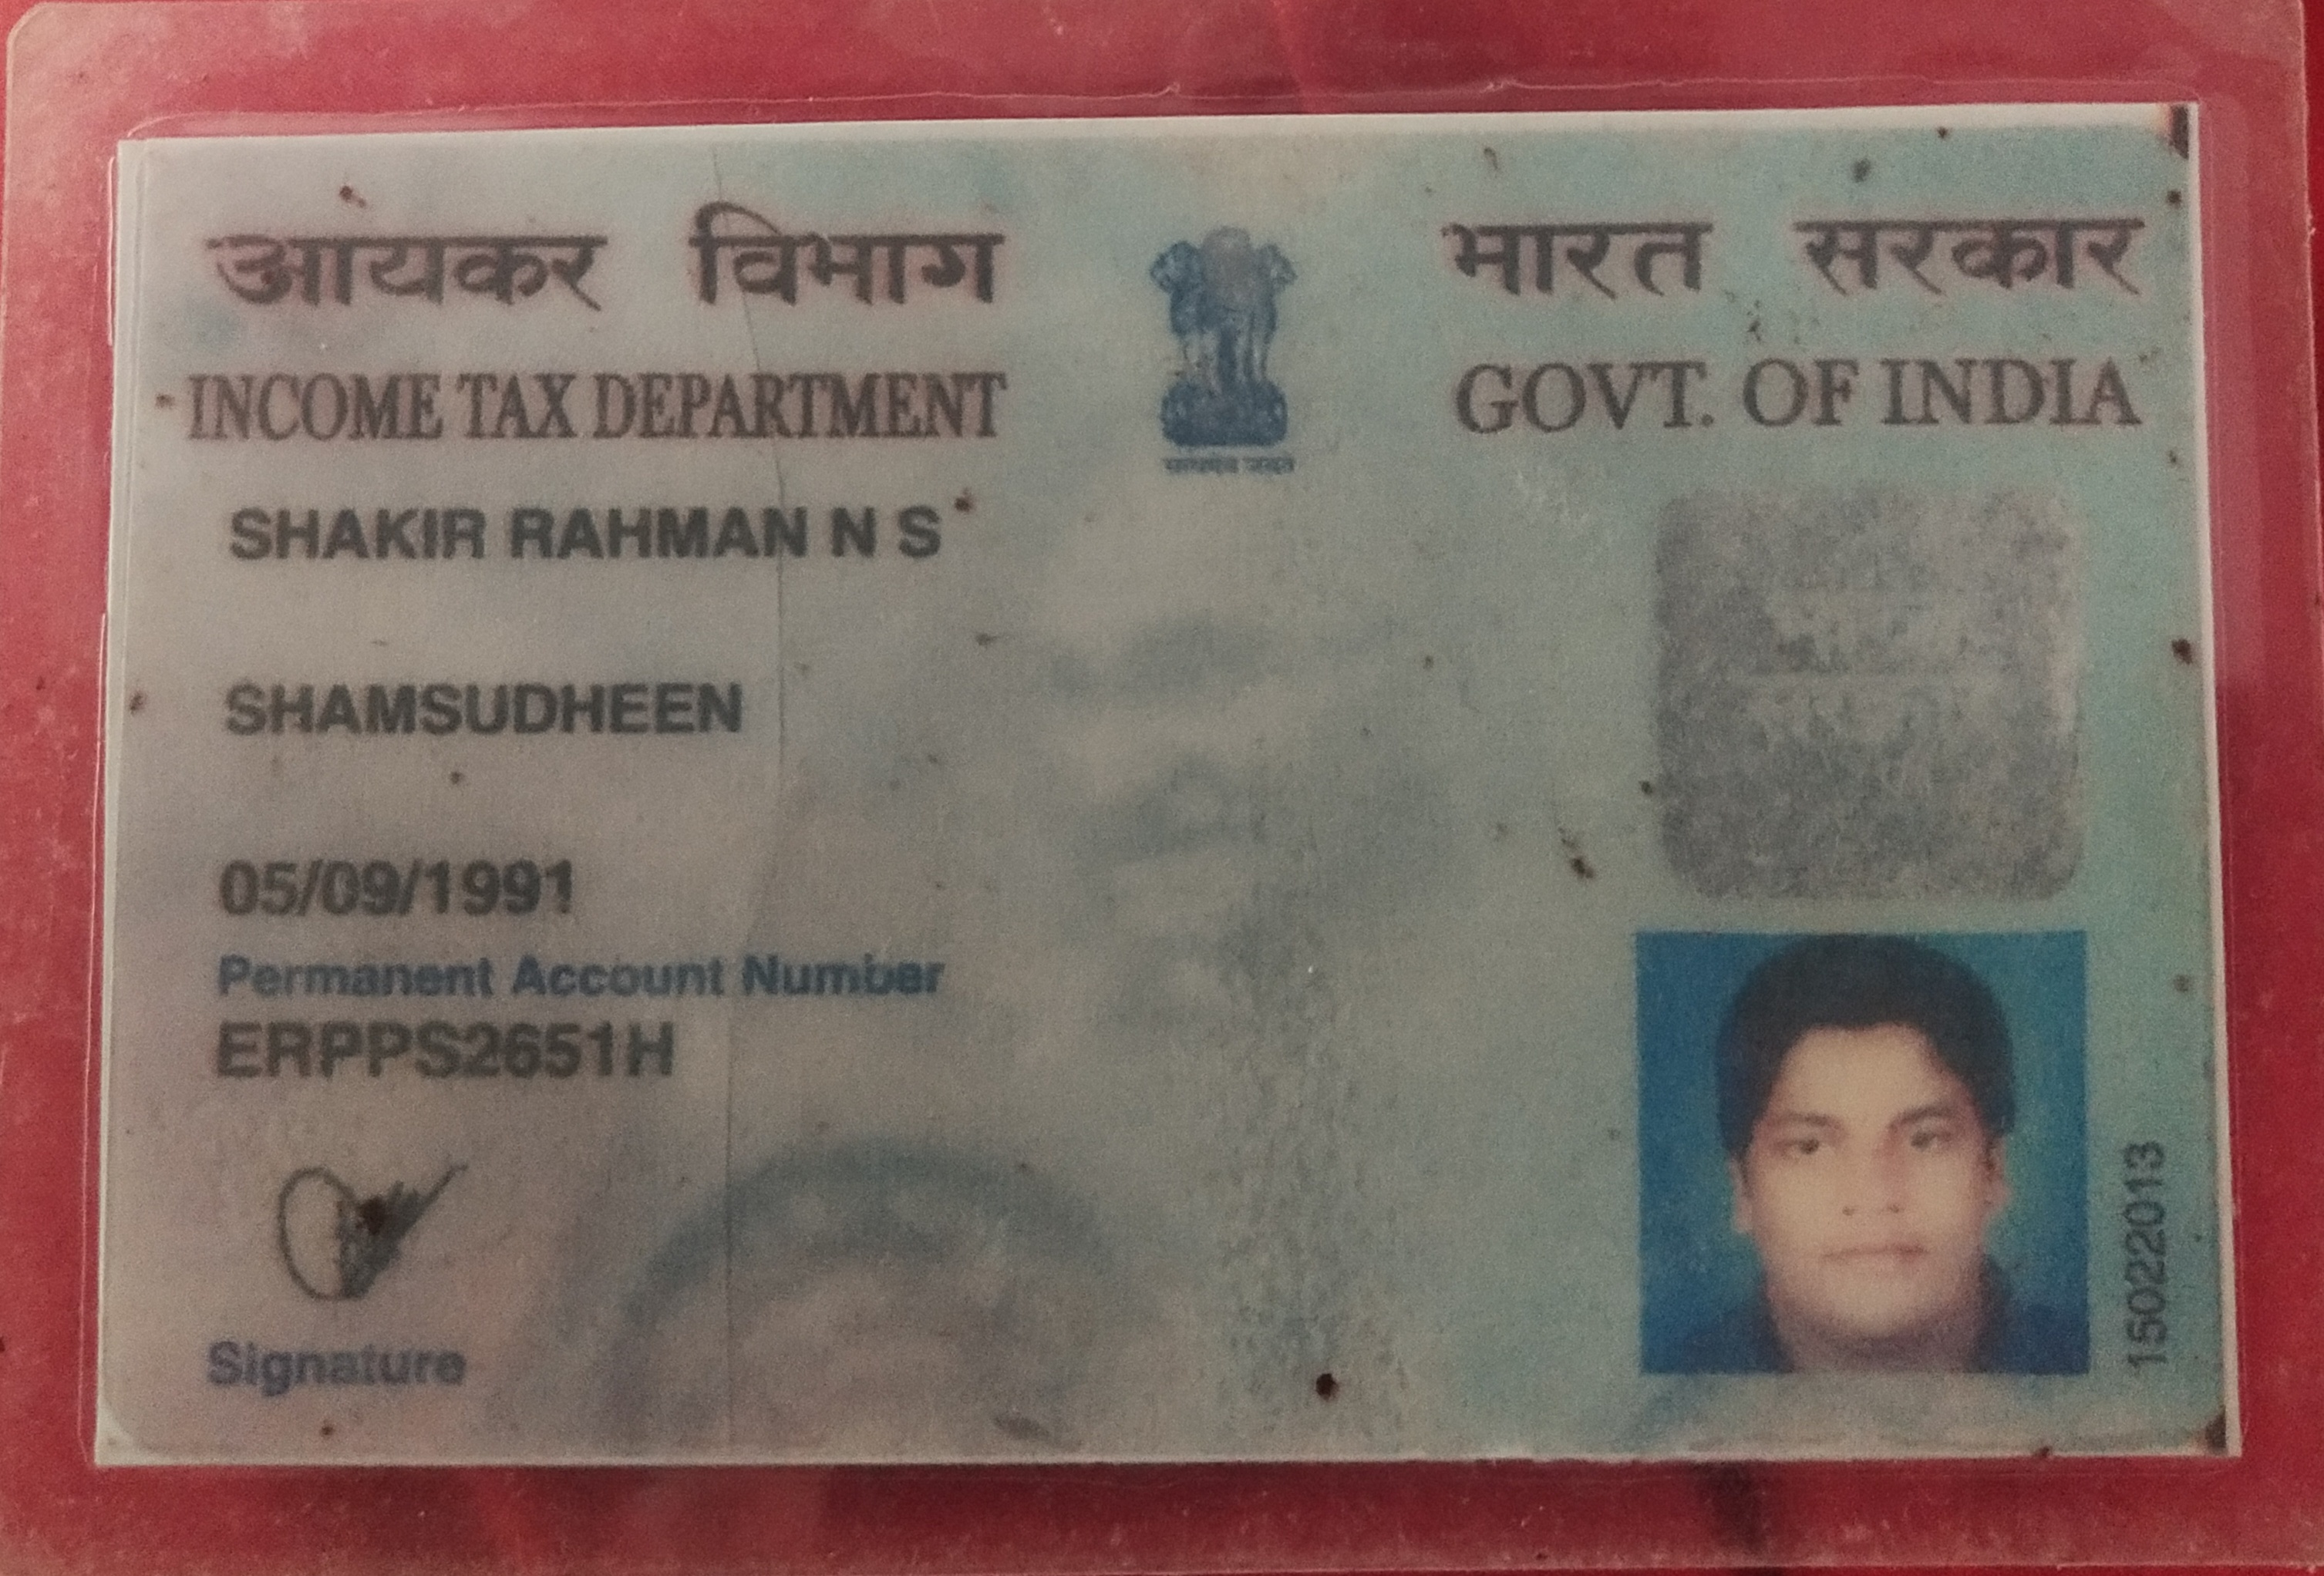 आयकर विभाग
INCOME TAX DEPARTMENT
भारत सरकार
GOVT. OF INDIA
सत्यमेव जयते
SHAKIR RAHMAN N S
SHAMSUDHEEN
05/09/1991
Permanent Account Number
ERPPS2651H
Signature
15022013